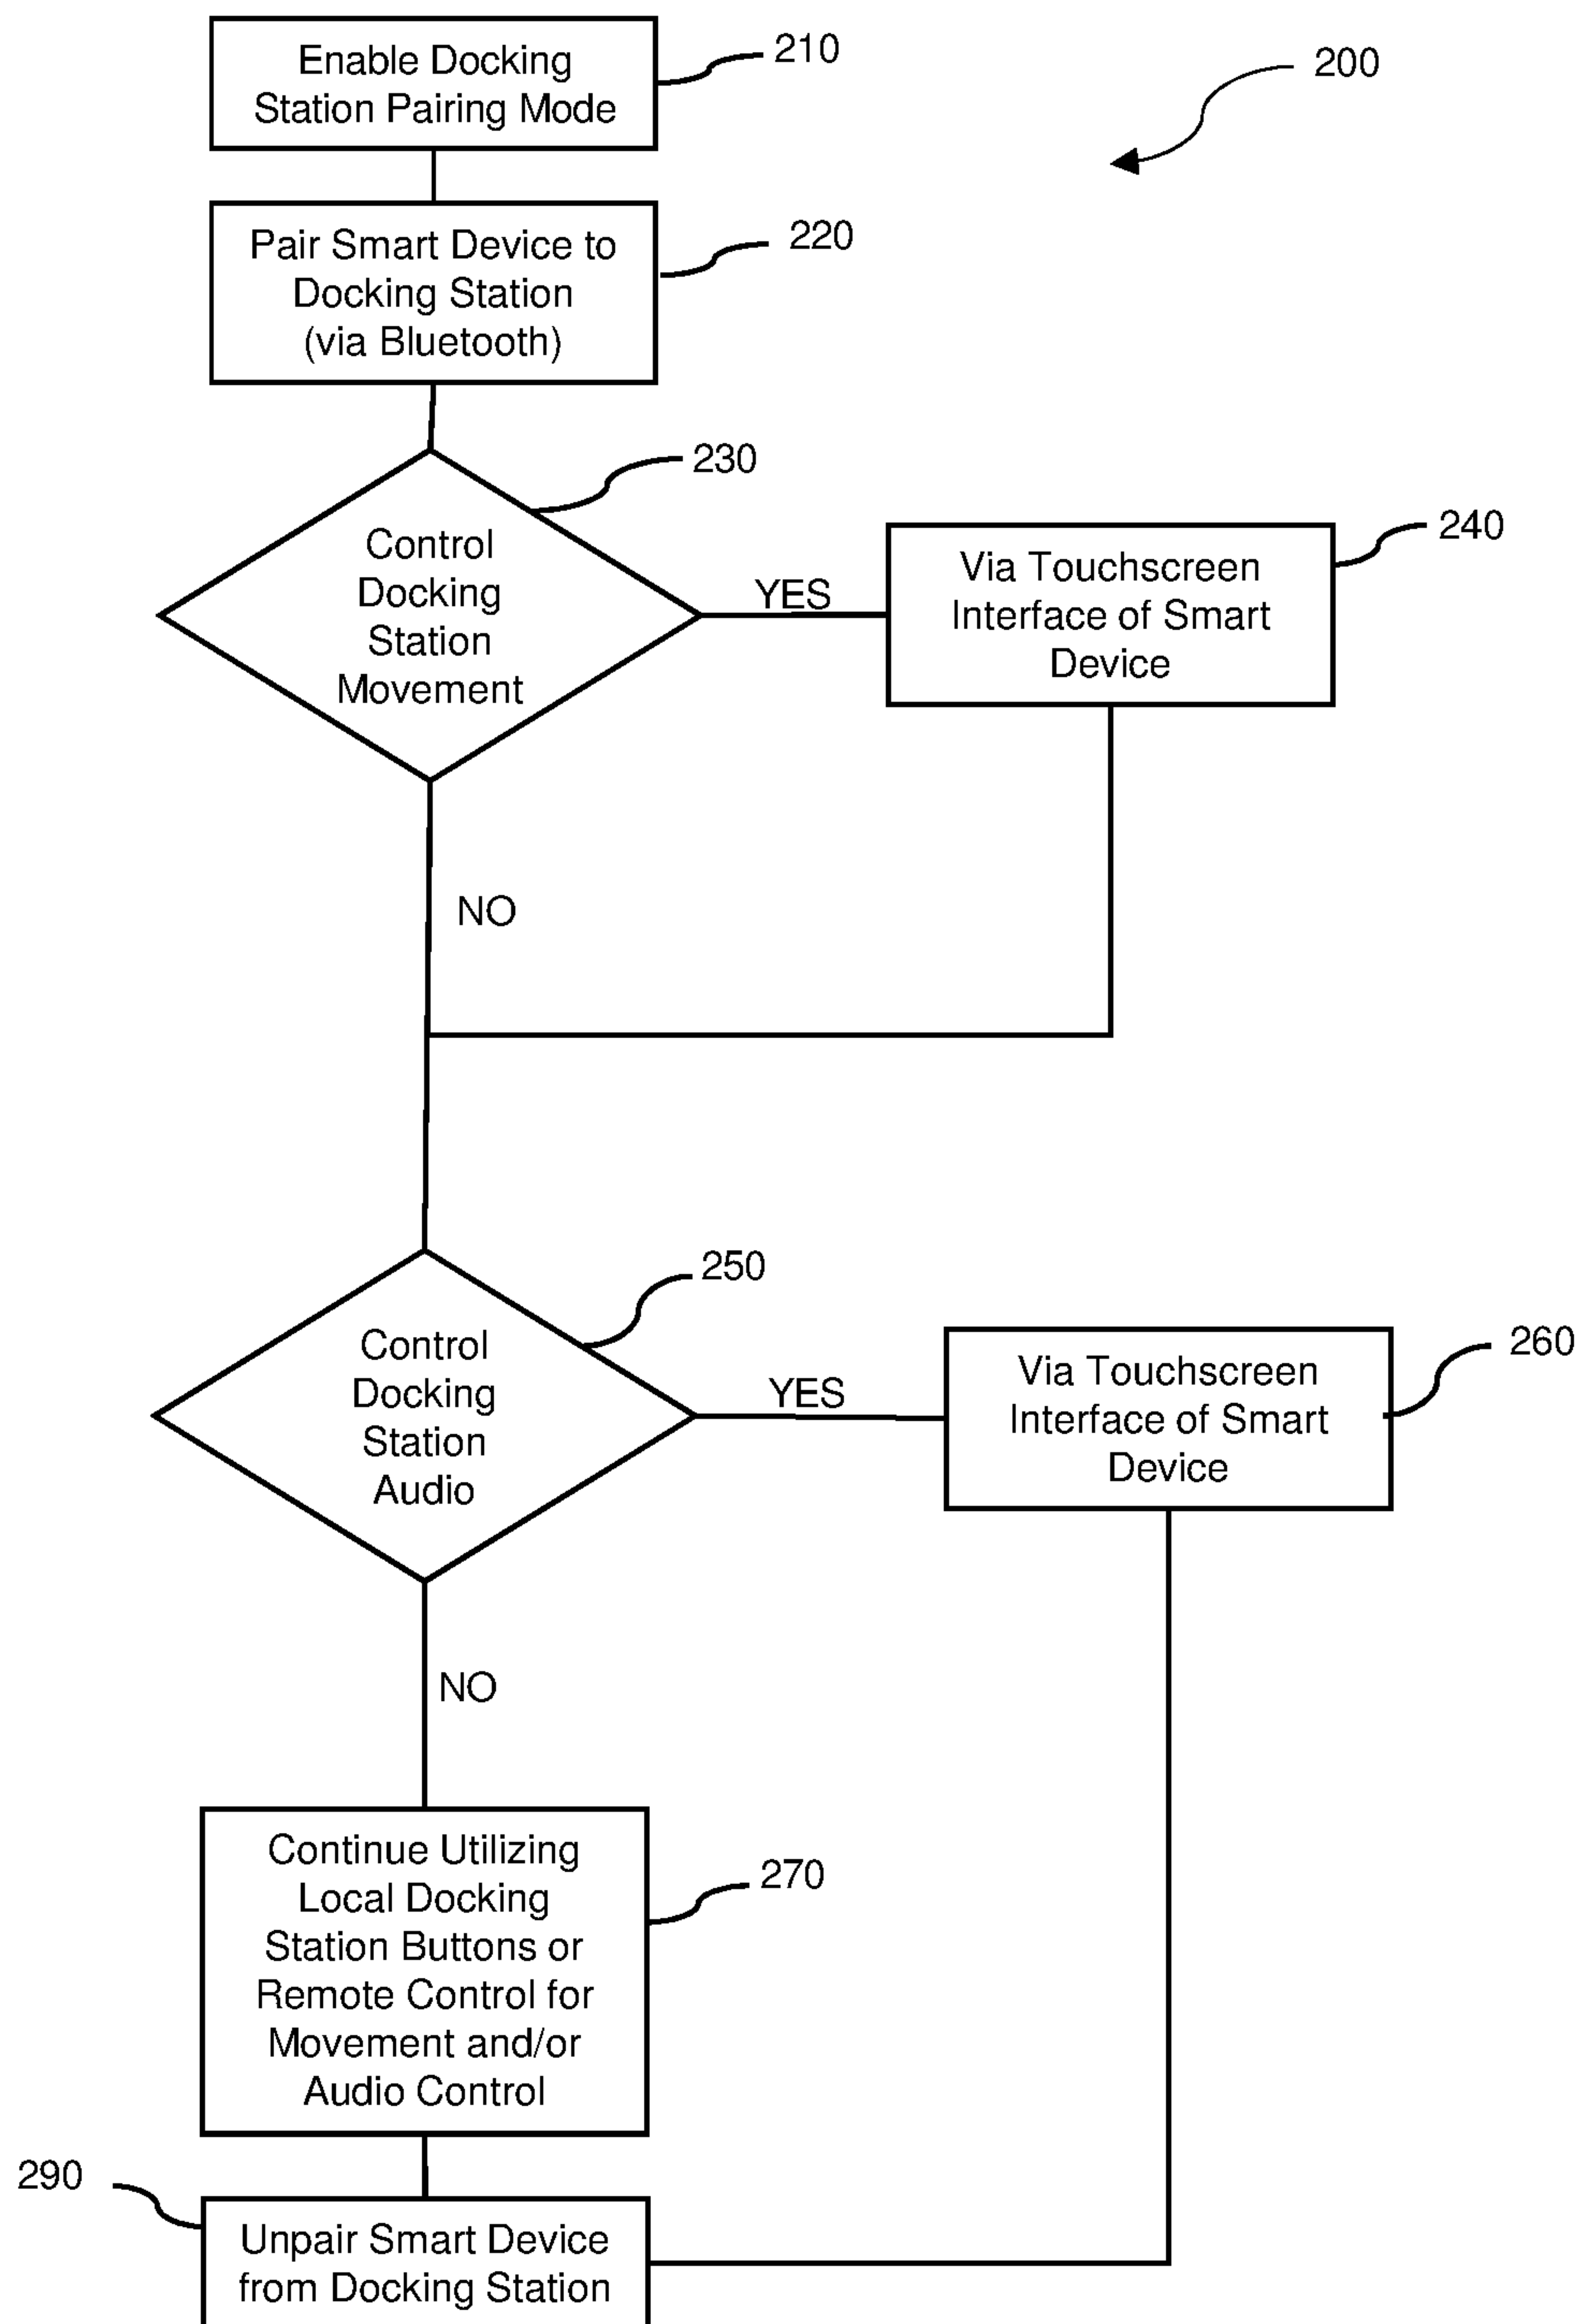 Enable Docking
Station Pairing Mode
210
200
Pair Smart Device to
Docking Station
(via Bluetooth)
220
230
Control
Docking
Station
Movement
YES
Via Touchscreen
Interface of Smart
Device
240
NO
250
Control
Docking
Station
Audio
YES
Via Touchscreen
Interface of Smart
Device
260
NO
Continue Utilizing
Local Docking
Station Buttons or
Remote Control for
Movement and/or
Audio Control
270
290
Unpair Smart Device
from Docking Station